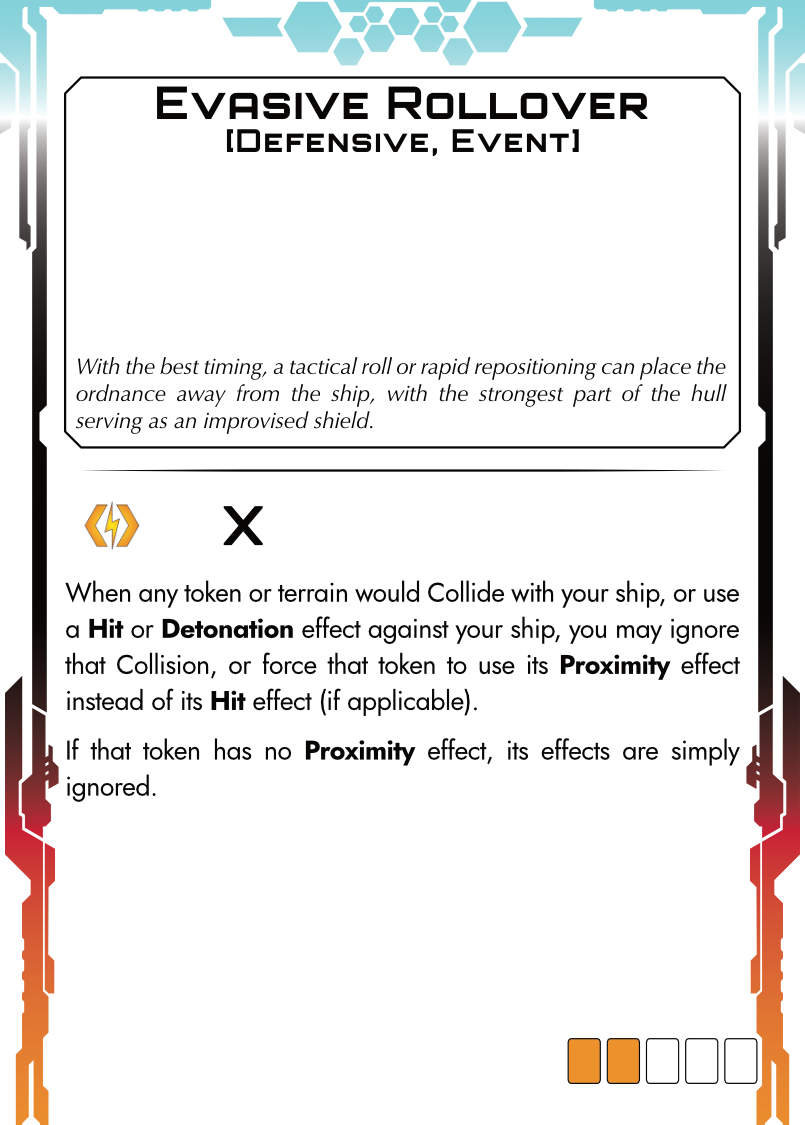 Evasive Rollover
[Defensive, Event]
With the best timing, a tactical roll or rapid repositioning can place the
ordnance away from the ship, with the strongest part of the hull
serving as an improvised shield.
X
When any token or terrain would Collide with your ship, or use
a Hit or Detonation effect against your ship, you may ignore
that Collision, or force that token to use its Proximity effect
instead of its Hit effect (if applicable).
If that token has no Proximity effect, its effects are simply
ignored.